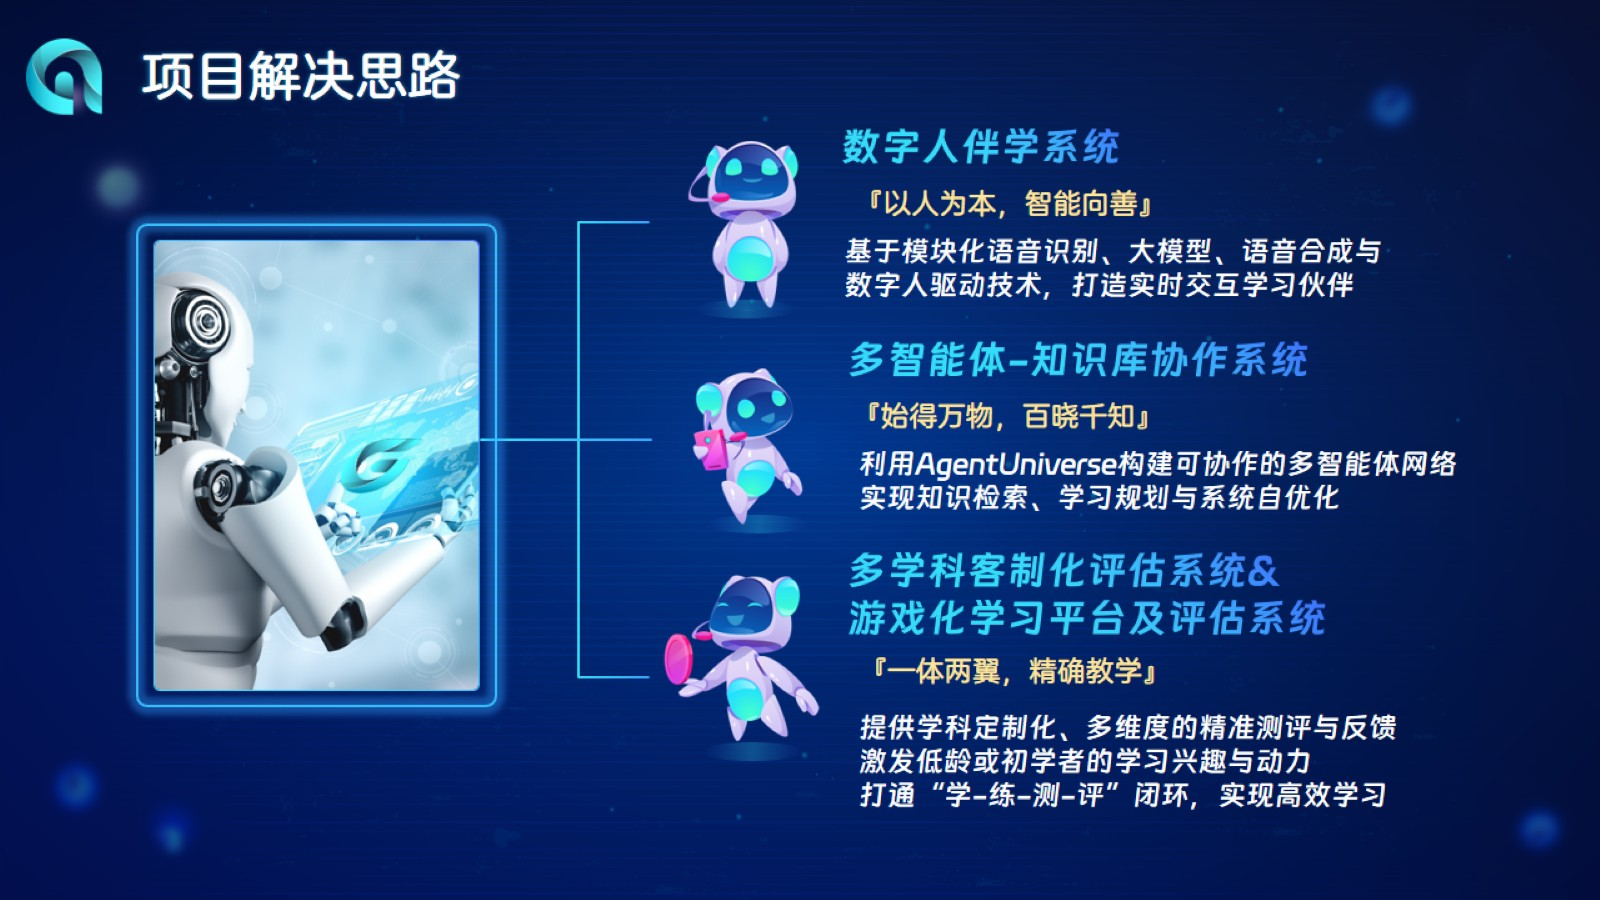 项目解决思路
数字人伴学系统
『以人为本，智能向善』
基于模块化语音识别、大模型、语音合成与
数字人驱动技术，打造实时交互学习伙伴
多智能体-知识库协作系统
『始得万物，百晓千知』
利用AgentUniverse构建可协作的多智能体网络
实现知识检索、学习规划与系统自优化
多学科客制化评估系统&
游戏化学习平台及评估系统
『一体两翼，精确教学』
提供学科定制化、多维度的精准测评与反馈
激发低龄或初学者的学习兴趣与动力
打通“学-练-测-评”闭环，实现高效学习